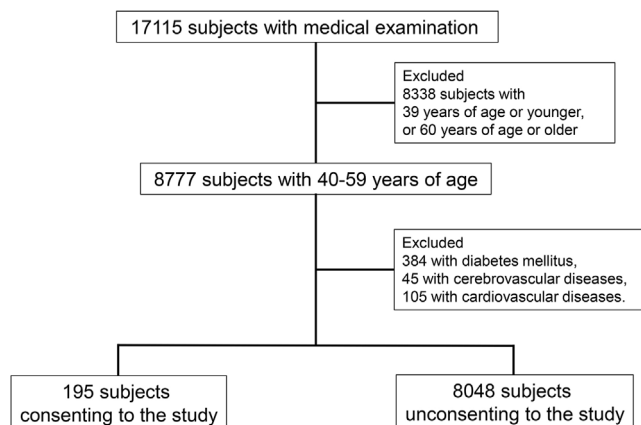 17115 subjects with medical examination
Excluded
8338 subjects with
39 years of age or younger,
or 60 years of age or older
8777 subjects with 40-59 years of age
Excluded
384 with diabetes mellitus,
45 with cerebrovascular diseases,
105 with cardiovascular diseases.
195 subjects
consenting to the study
8048 subjects
unconsenting to the study